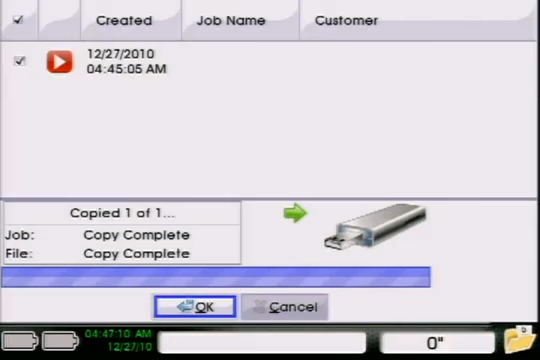 Created Job Name Customer
12/27/2010
04:45:05 AM
Copied 1 of 1...
Job: Copy Complete
File: Copy Complete
OK Cancel
04:47:10 AM
12/27/10
0"